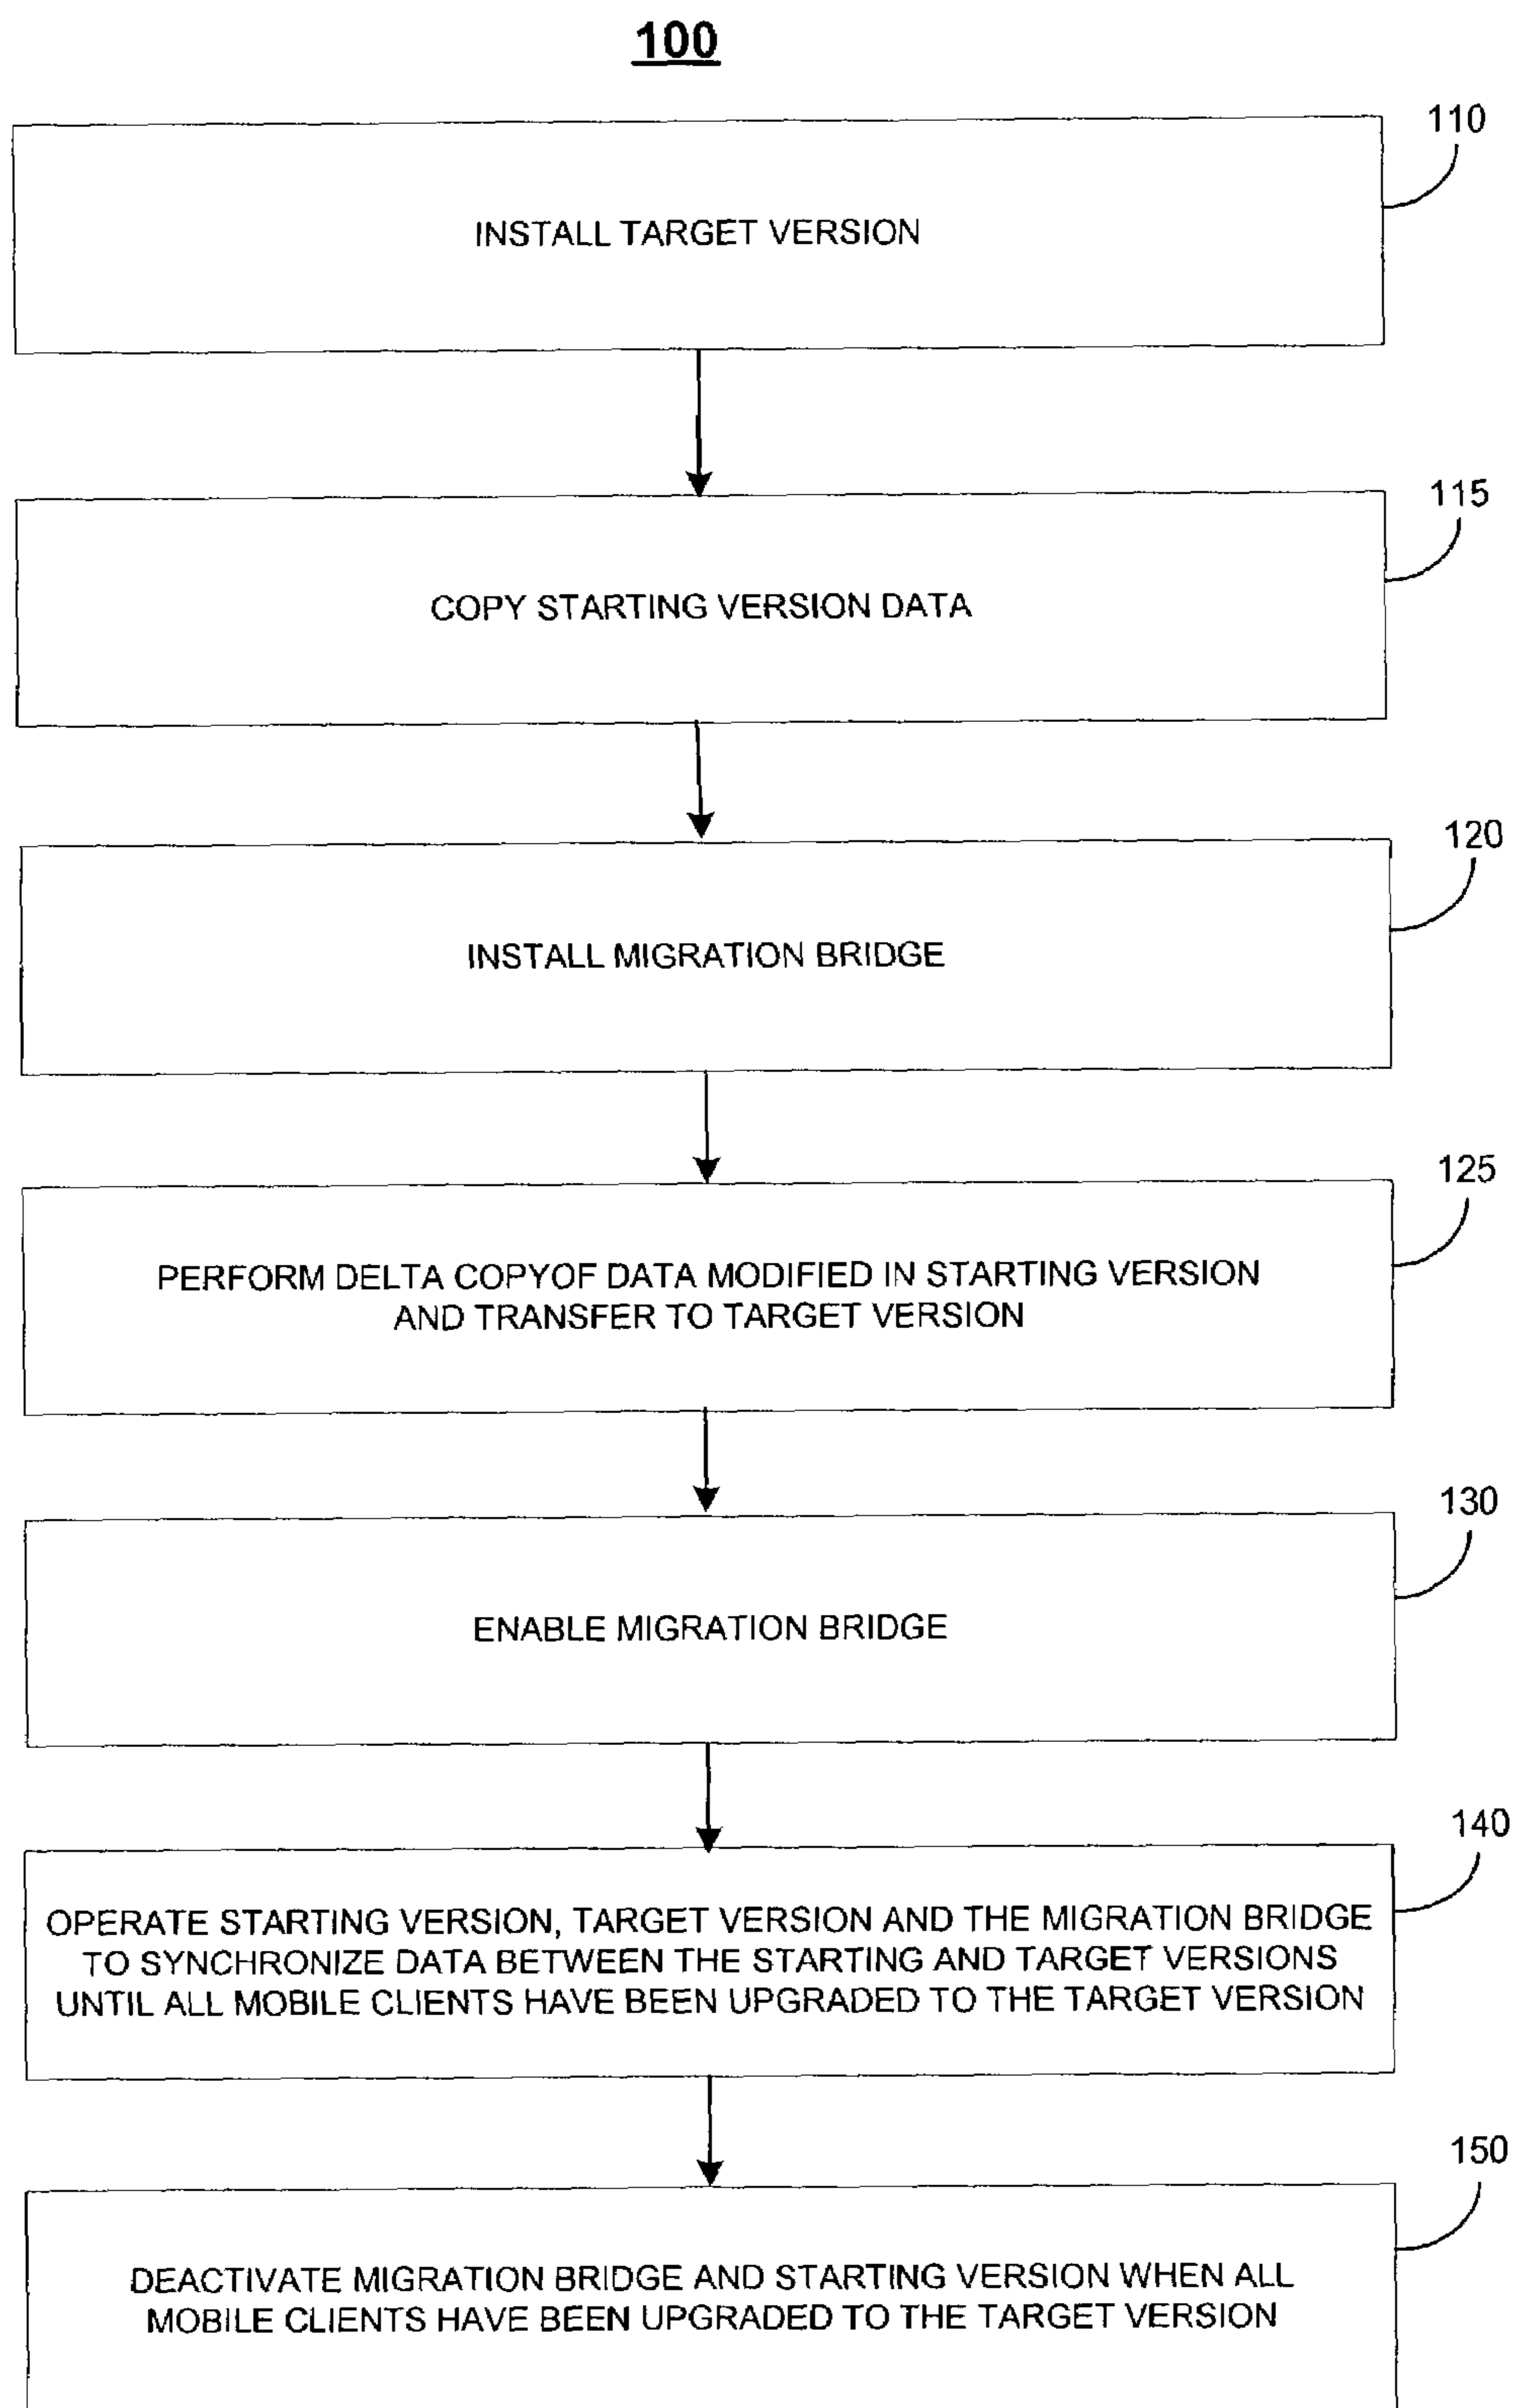 100
110
INSTALL TARGET VERSION
115
COPY STARTING VERSION DATA
120
INSTALL MIGRATION BRIDGE
125
PERFORM DELTA COPYOF DATA MODIFIED IN STARTING VERSION
AND TRANSFER TO TARGET VERSION
130
ENABLE MIGRATION BRIDGE
140
OPERATE STARTING VERSION, TARGET VERSION AND THE MIGRATION BRIDGE
TO SYNCHRONIZE DATA BETWEEN THE STARTING AND TARGET VERSIONS
UNTIL ALL MOBILE CLIENTS HAVE BEEN UPGRADED TO THE TARGET VERSION
150
DEACTIVATE MIGRATION BRIDGE AND STARTING VERSION WHEN ALL
MOBILE CLIENTS HAVE BEEN UPGRADED TO THE TARGET VERSION